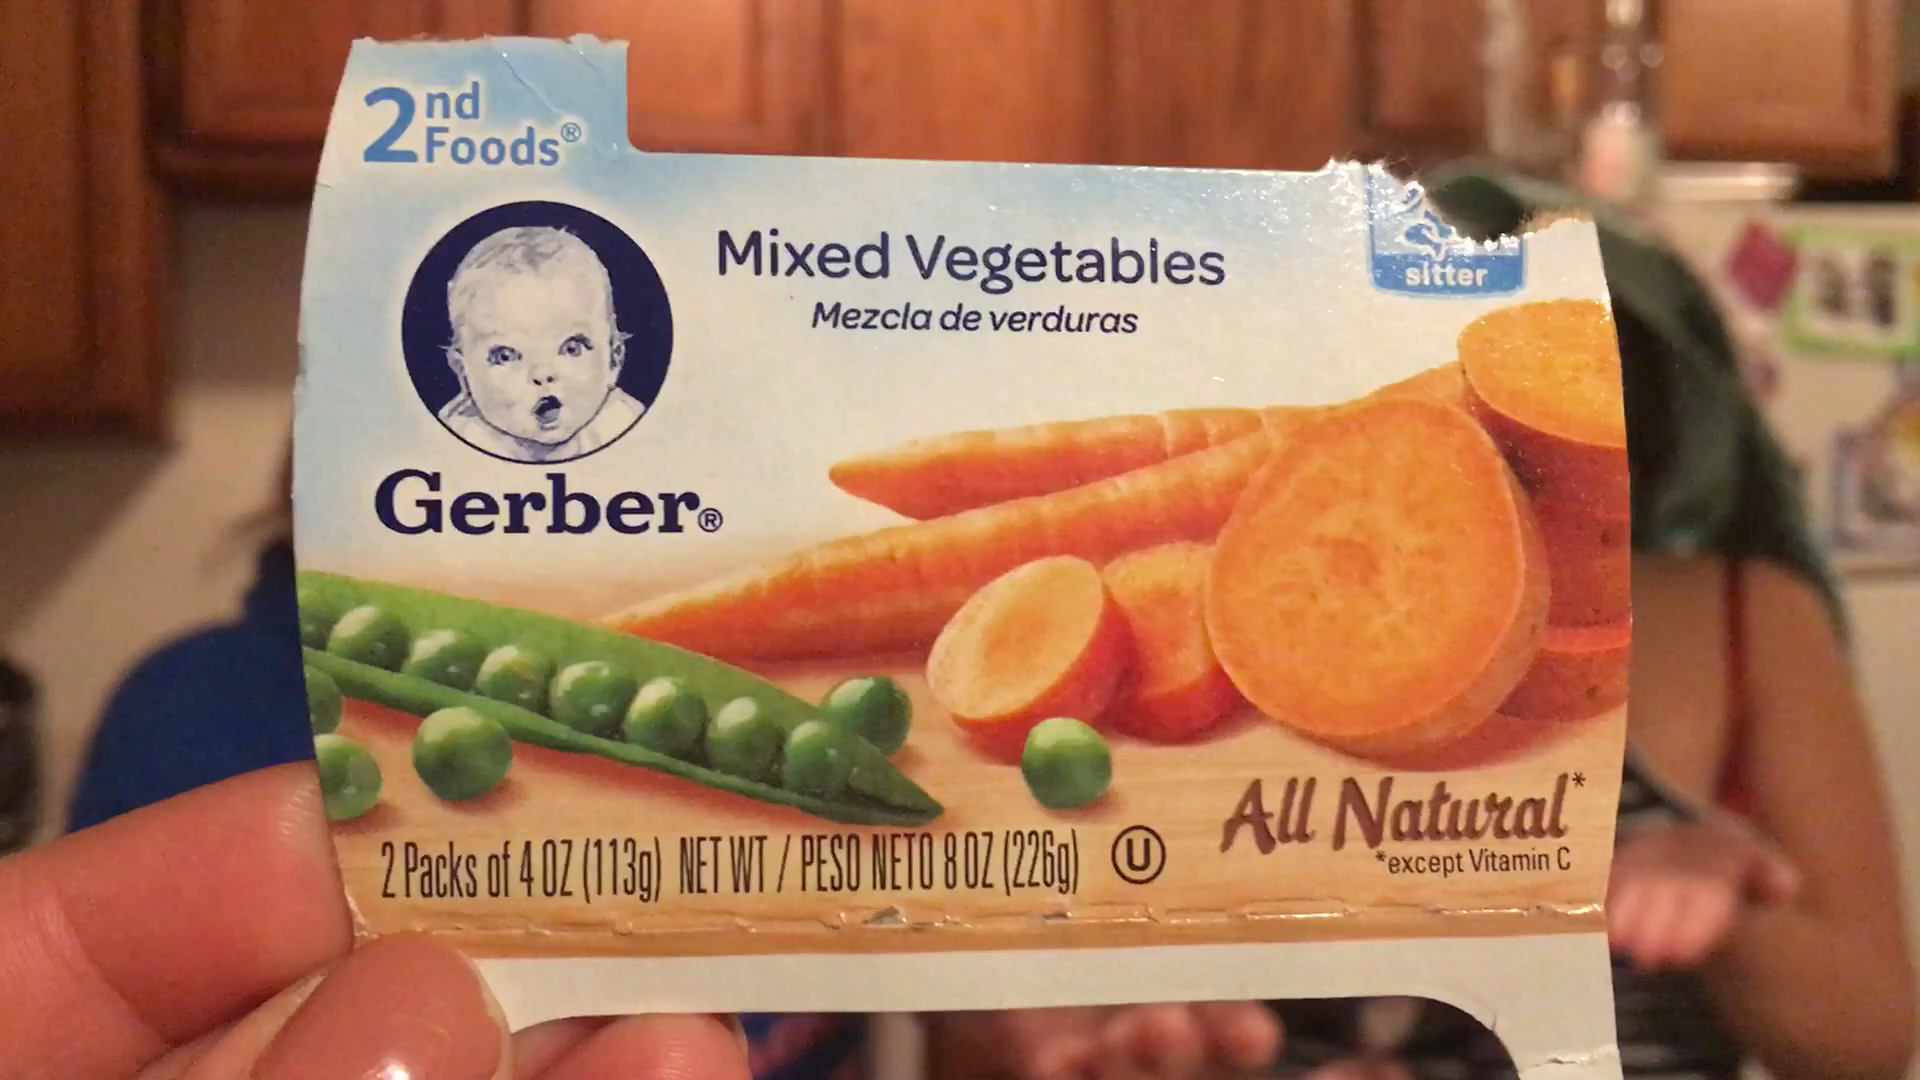 2nd
Foods®
Mixed Vegetables
Mezcla de verduras
sitter
Gerber®
All Natural*
*except Vitamin C
2 Packs of 4 OZ (113g) NET WT / PESO NETO 8 OZ (226g) U